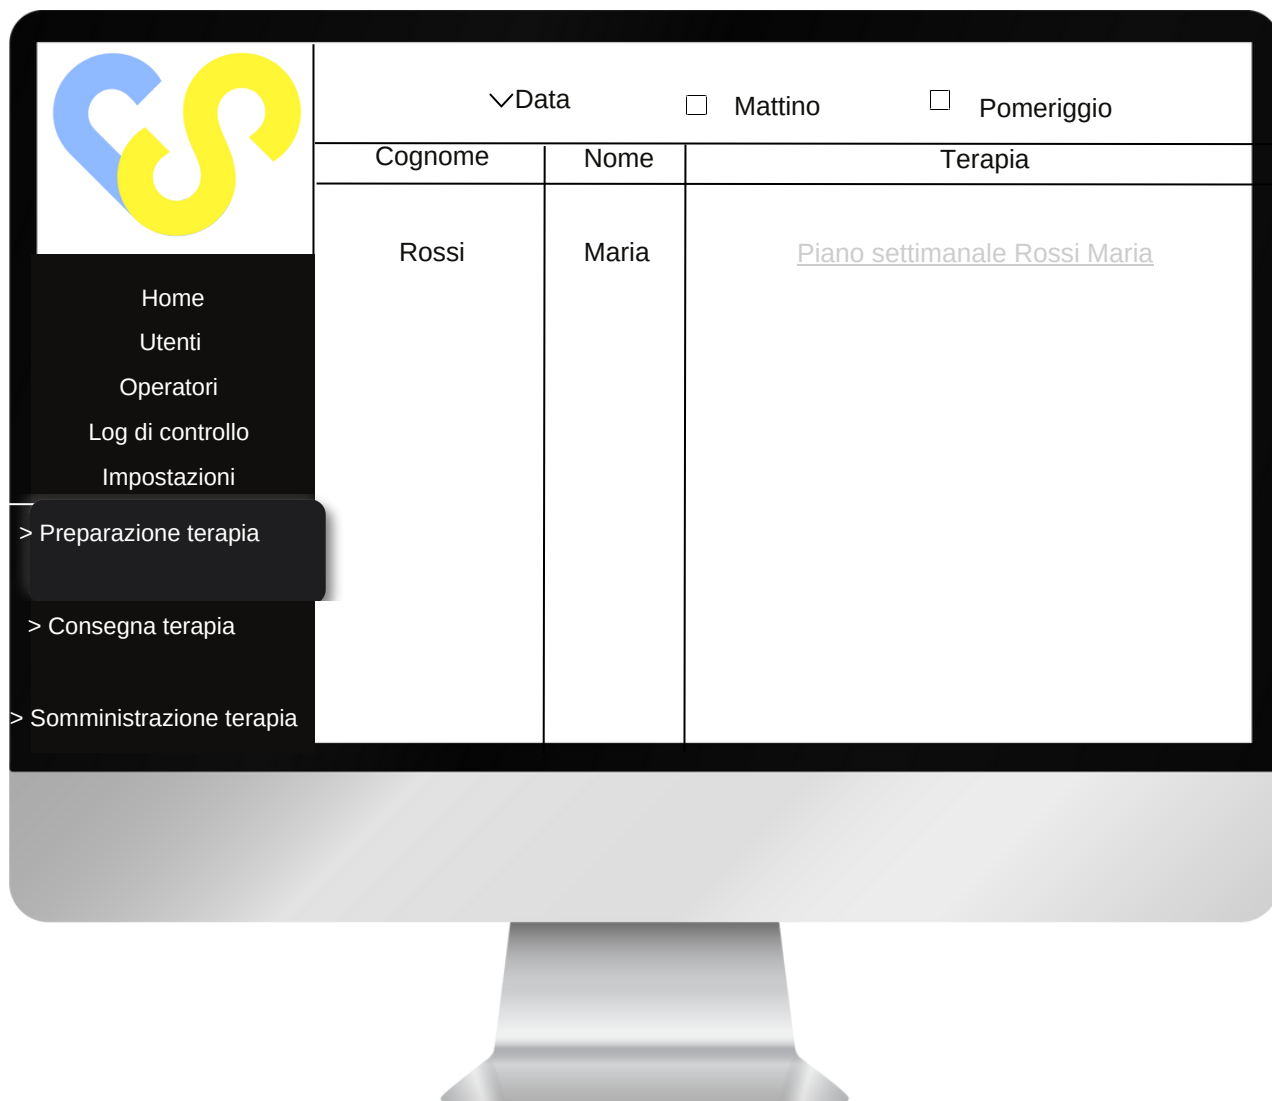 Data
Mattino
Pomeriggio
Cognome
Nome
Terapia
Rossi
Maria
Piano settimanale Rossi Maria
Home
Utenti
Operatori
Log di controllo
Impostazioni
> Preparazione terapia
> Consegna terapia
> Somministrazione terapia